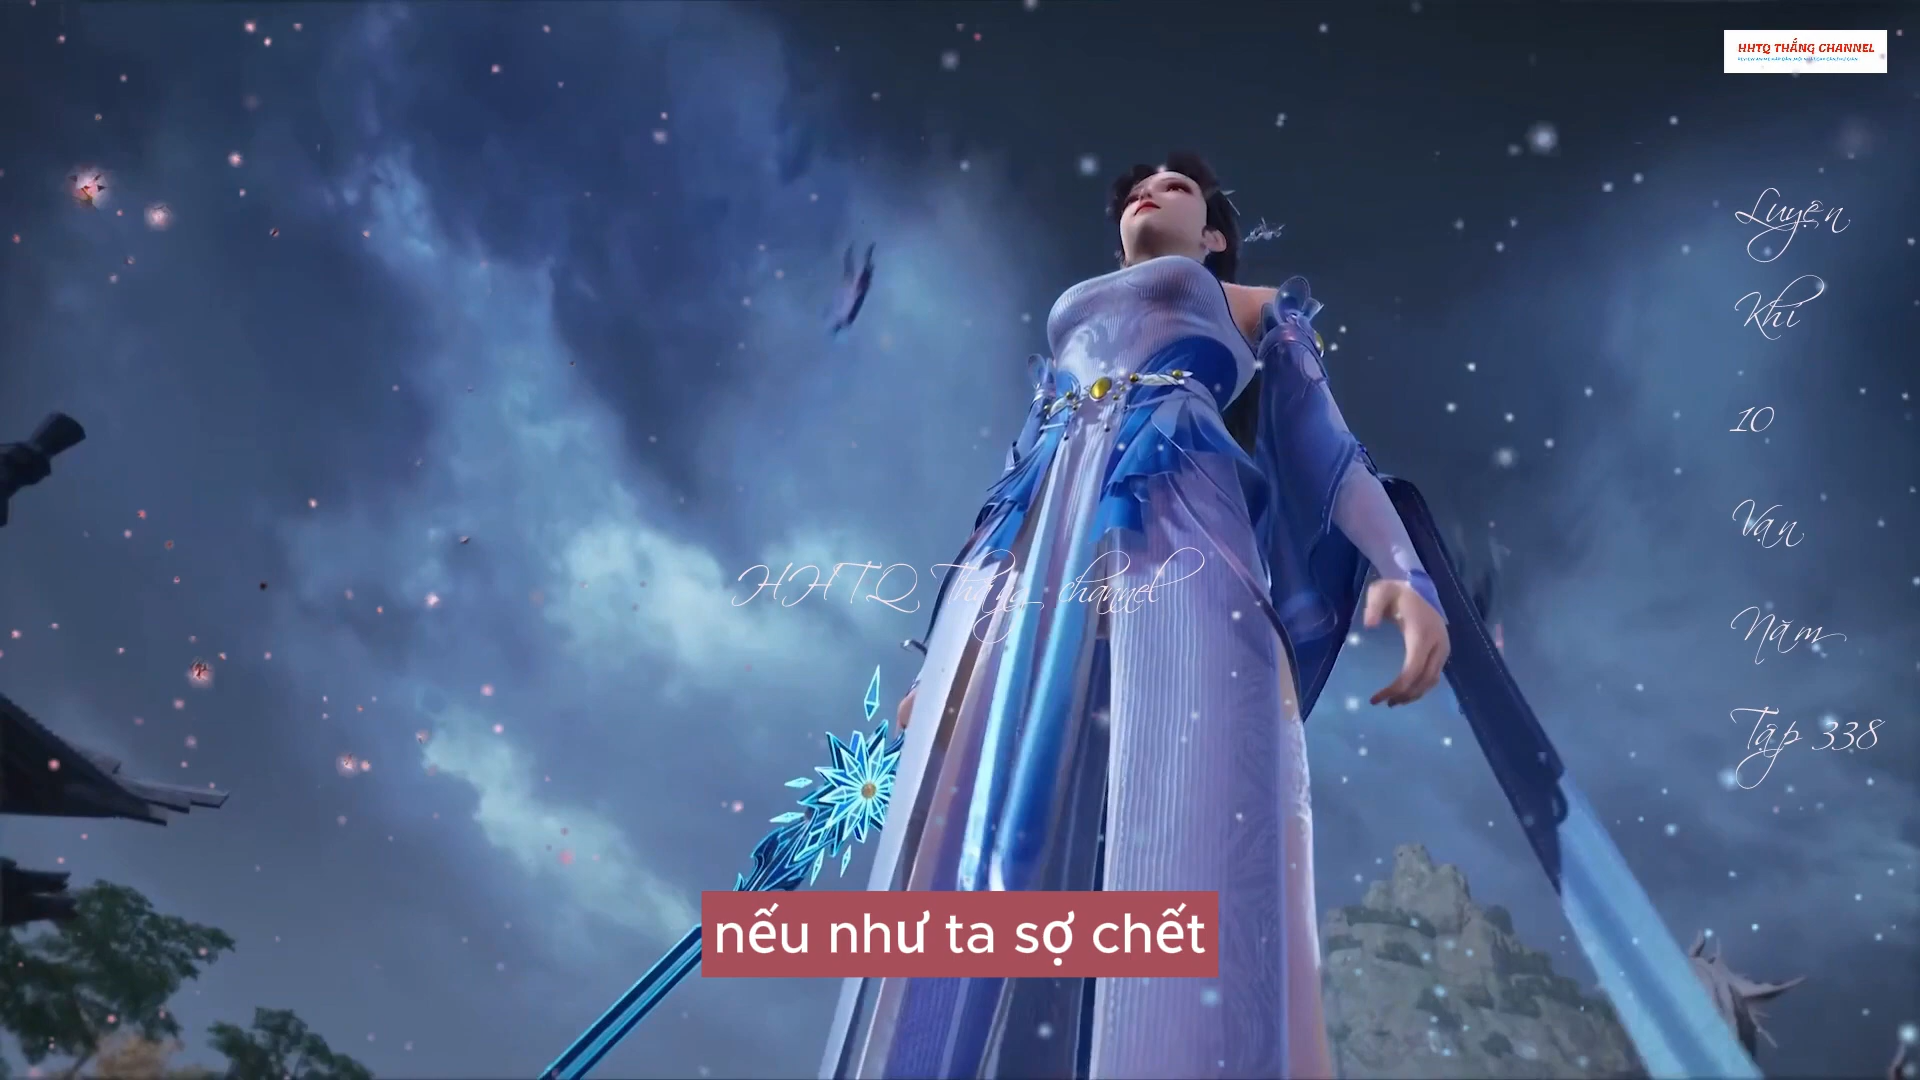 HHTQ THẮNG CHANNEL
Luyện
Khí
10
Vạn
Năm
Tập 338
HHTQ Thắng channel
nếu như ta sợ chết